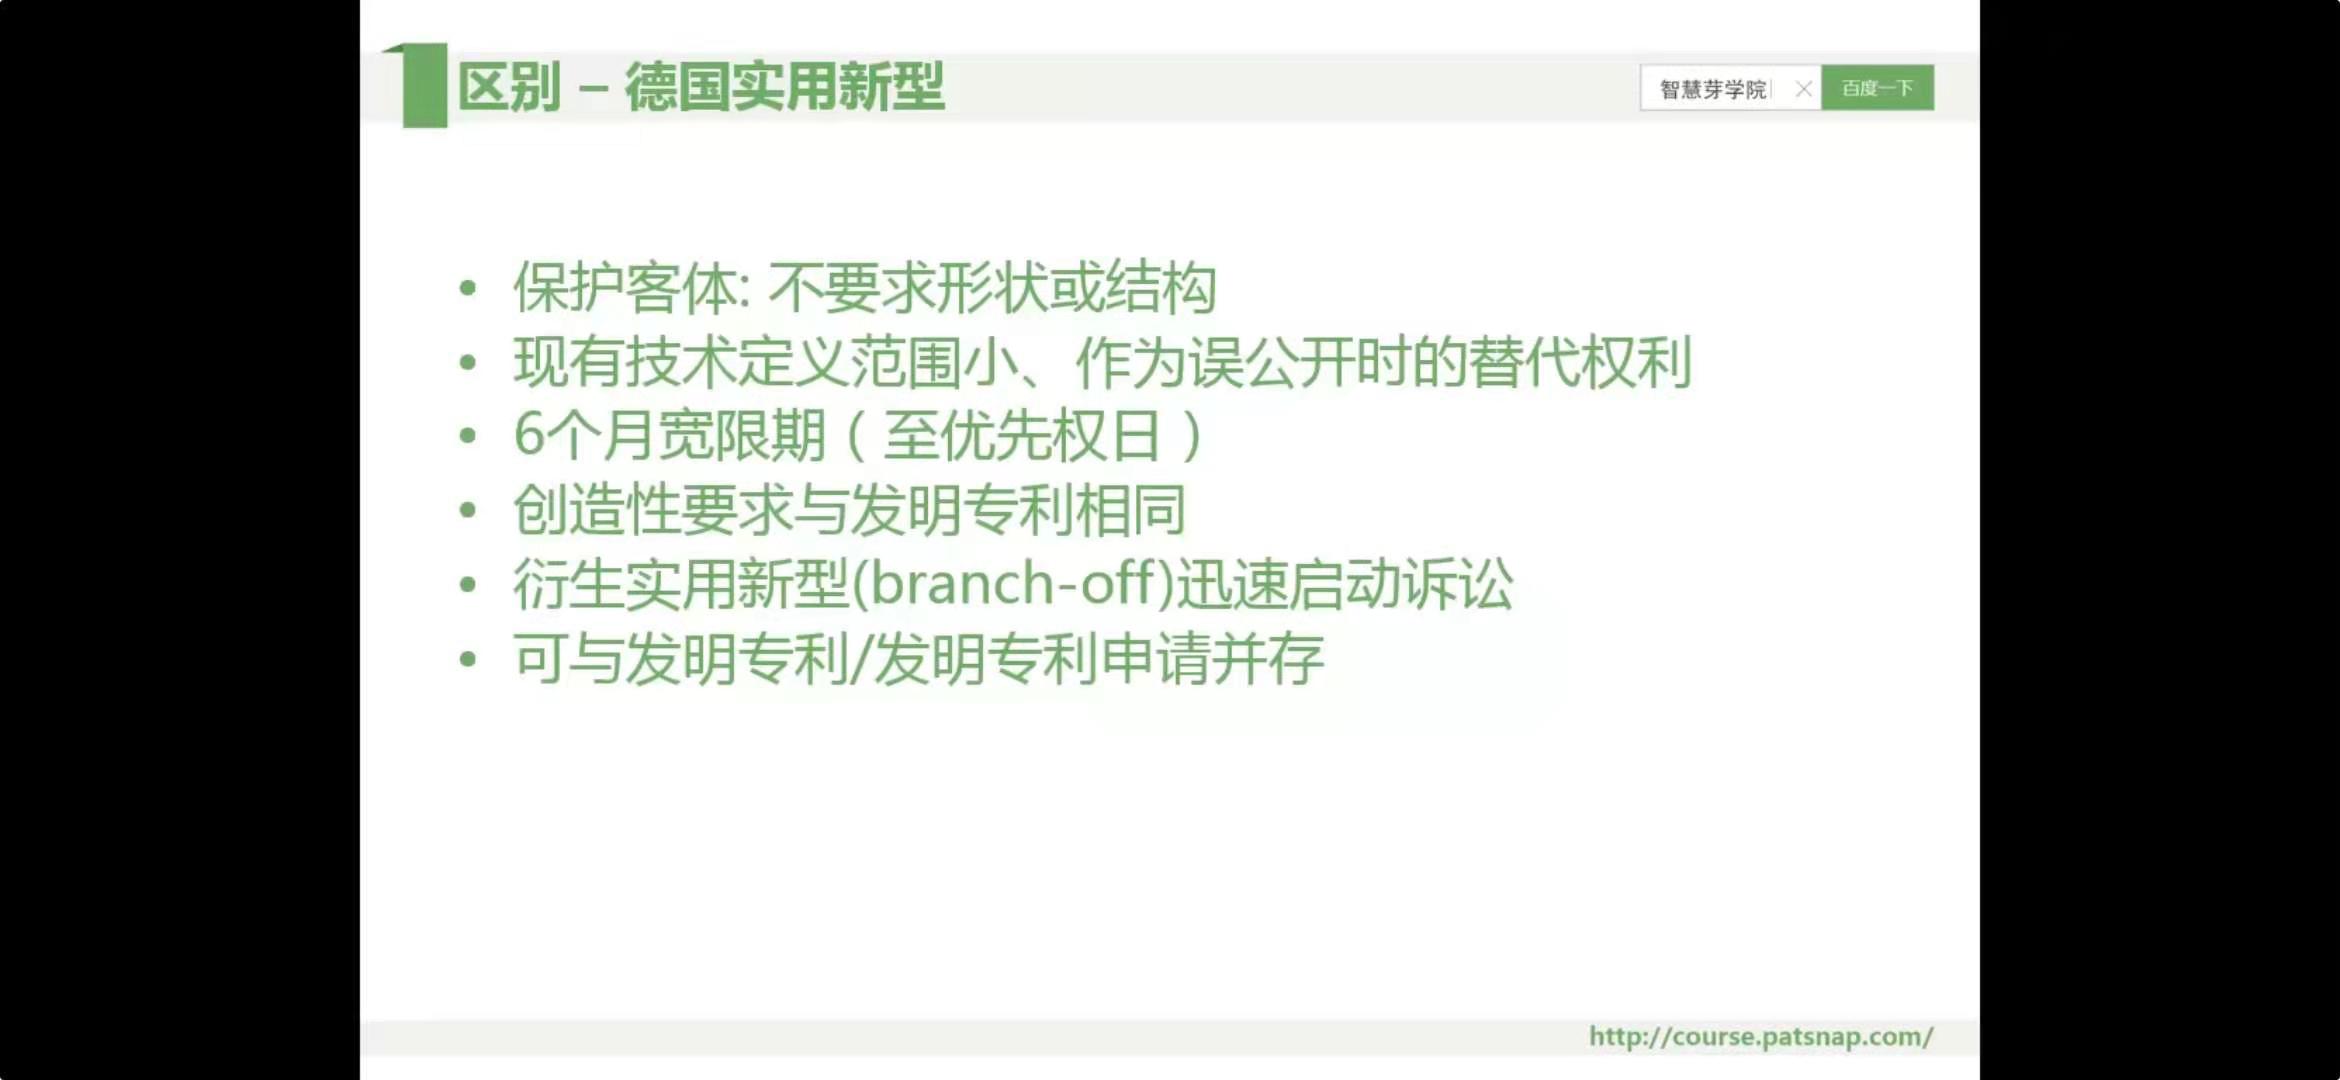 区别 – 德国实用新型
智慧芽学院
百度一下
• 保护客体: 不要求形状或结构
• 现有技术定义范围小、作为误公开时的替代权利
• 6个月宽限期（至优先权日）
• 创造性要求与发明专利相同
• 衍生实用新型(branch-off)迅速启动诉讼
• 可与发明专利/发明专利申请并存
http://course.patsnap.com/